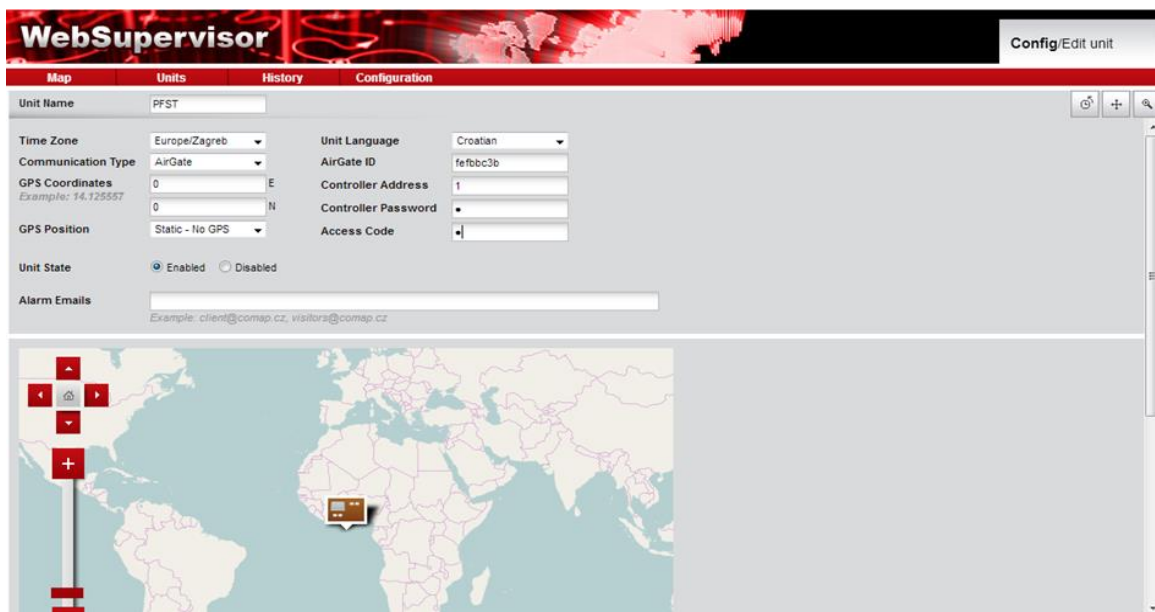 WebSupervisor
Config/Edit unit
Map Units History Configuration
Unit Name PFST
Time Zone Europe/Zagreb Unit Language Croatian
Communication Type AirGate AirGate ID fefbbc3b
GPS Coordinates 0 E Controller Address 1
Example: 14.125557
0 N Controller Password •
GPS Position Static - No GPS Access Code •
Unit State Enabled Disabled
Alarm Emails
Example: client@comap.cz, visitors@comap.cz